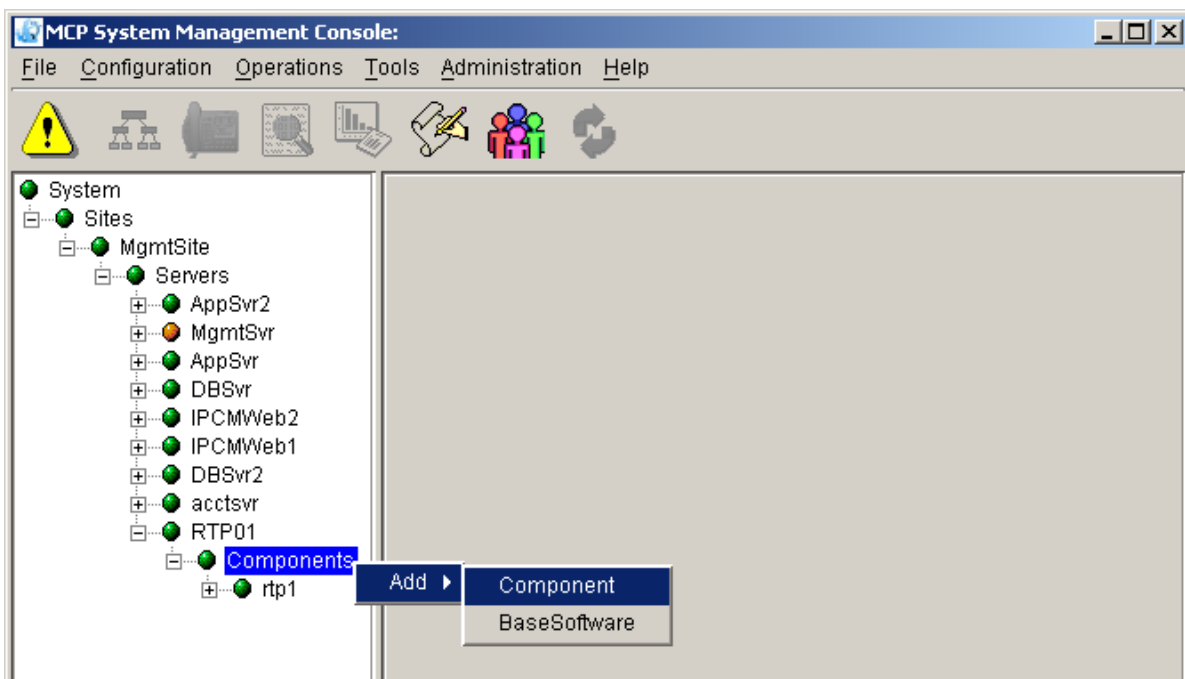 MCP System Management Console:
File Configuration Operations Tools Administration Help
System
Sites
MgmtSite
Servers
AppSvr2
MgmtSvr
AppSvr
DBSvr
IPCMWeb2
IPCMWeb1
DBSvr2
acctsvr
RTP01
Components
rtp1
Add
Component
BaseSoftware